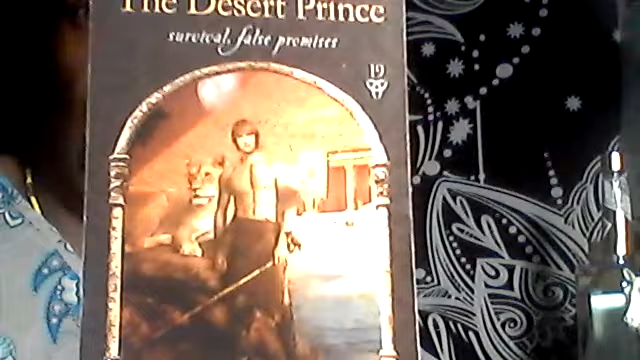 The Desert Prince
survival, false promises
19